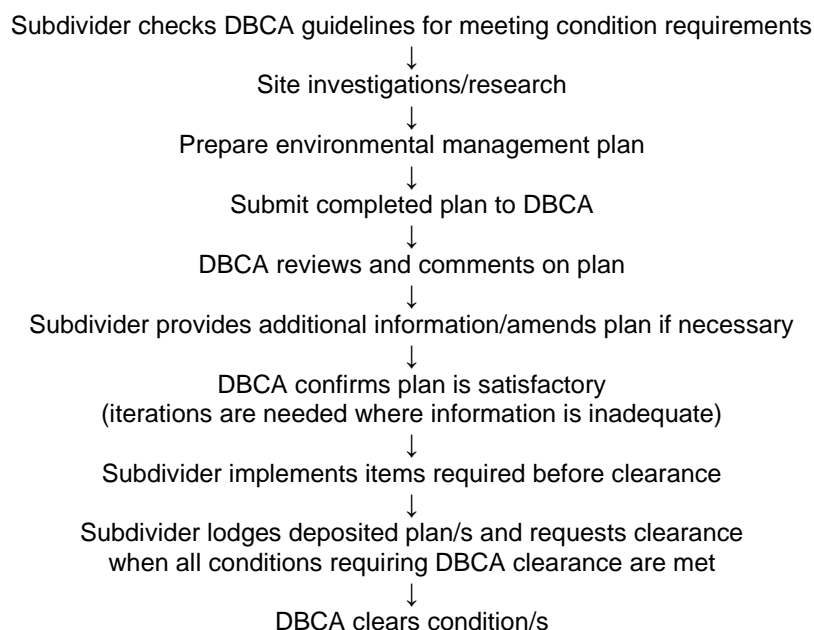 Subdivider checks DBCA guidelines for meeting condition requirements
↓
Site investigations/research
↓
Prepare environmental management plan
↓
Submit completed plan to DBCA
↓
DBCA reviews and comments on plan
↓
Subdivider provides additional information/amends plan if necessary
↓
DBCA confirms plan is satisfactory
(iterations are needed where information is inadequate)
↓
Subdivider implements items required before clearance
↓
Subdivider lodges deposited plan/s and requests clearance
when all conditions requiring DBCA clearance are met
↓
DBCA clears condition/s